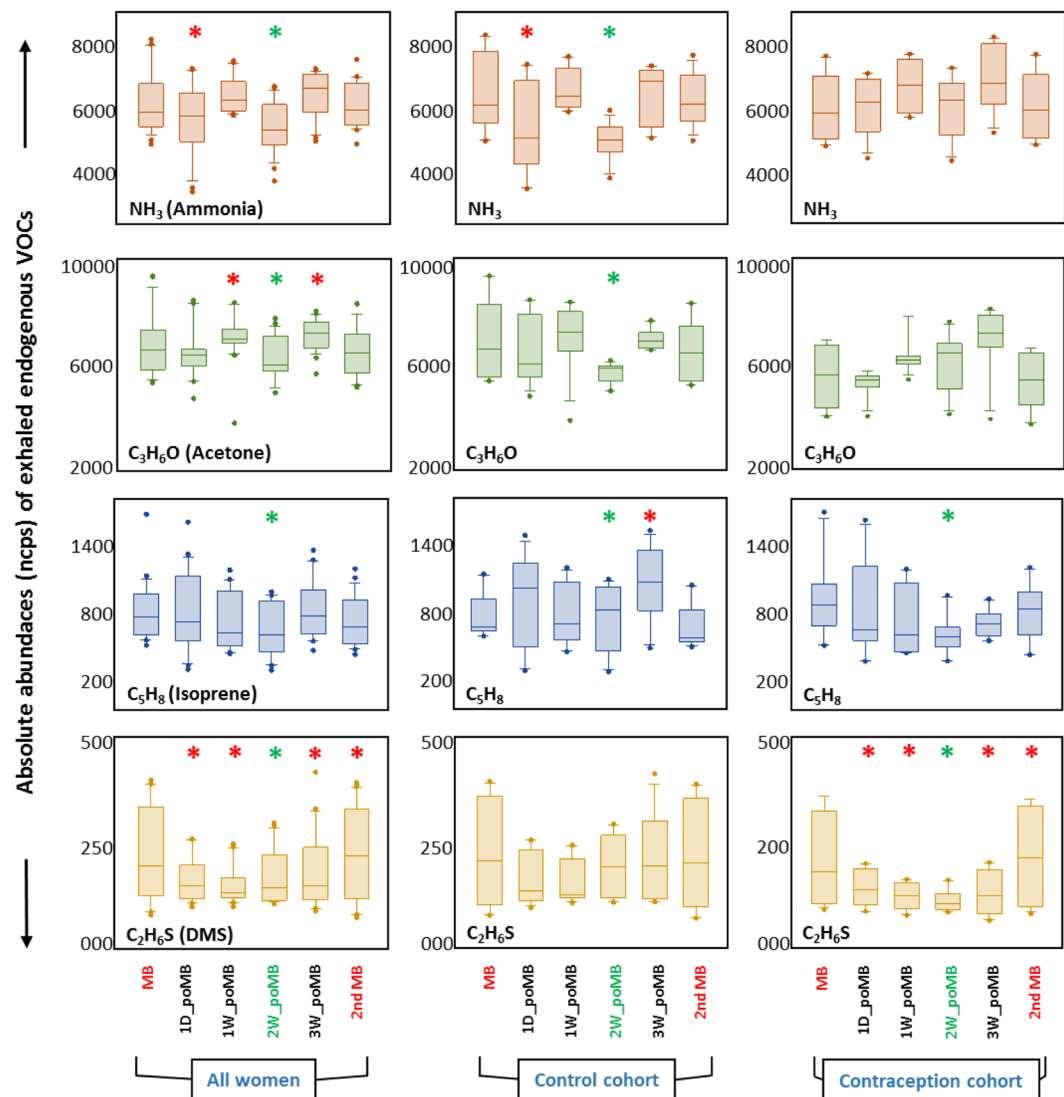 Absolute abundaces (ncps) of exhaled endogenous VOCs
8000
6000
4000
NH₃ (Ammonia)
* *
8000
6000
4000
NH₃
* *
8000
6000
4000
NH₃
10000
6000
2000
C₃H₆O (Acetone)
* * *
10000
6000
2000
C₃H₆O
*
10000
6000
2000
C₃H₆O
1400
800
200
C₅H₈ (Isoprene)
*
1400
800
200
C₅H₈
* *
1400
800
200
C₅H₈
*
500
250
000
C₂H₆S (DMS)
* * * * *
500
250
000
C₂H₆S
500
200
000
C₂H₆S
* * * * *
MB
1D_poMB
1W_poMB
2W_poMB
3W_poMB
2nd MB
MB
1D_poMB
1W_poMB
2W_poMB
3W_poMB
2nd MB
MB
1D_poMB
1W_poMB
2W_poMB
3W_poMB
2nd MB
All women
Control cohort
Contraception cohort